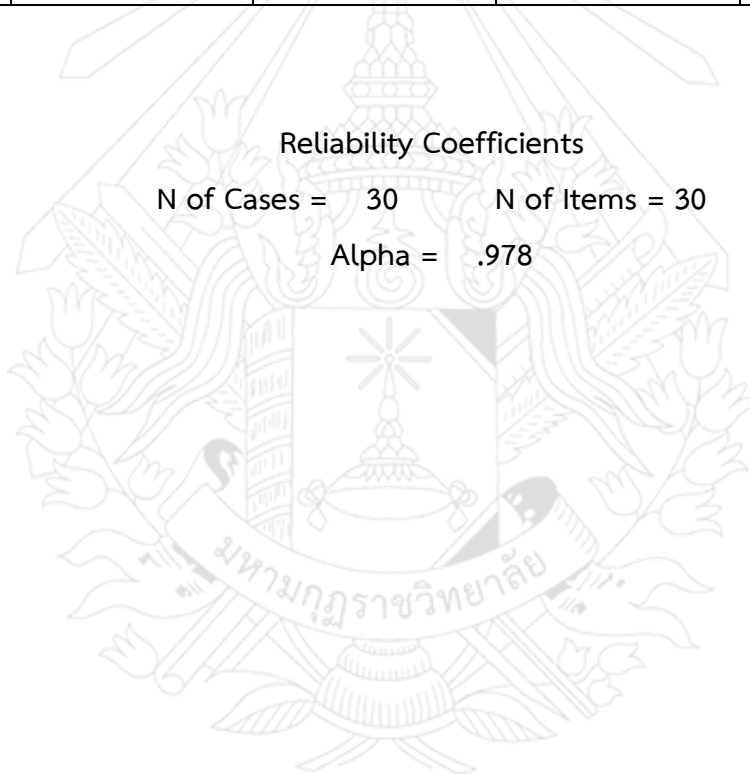 Reliability Coefficients
N of Cases = 30 N of Items = 30
Alpha = .978
มหามกุฏราชวิทยาลัย